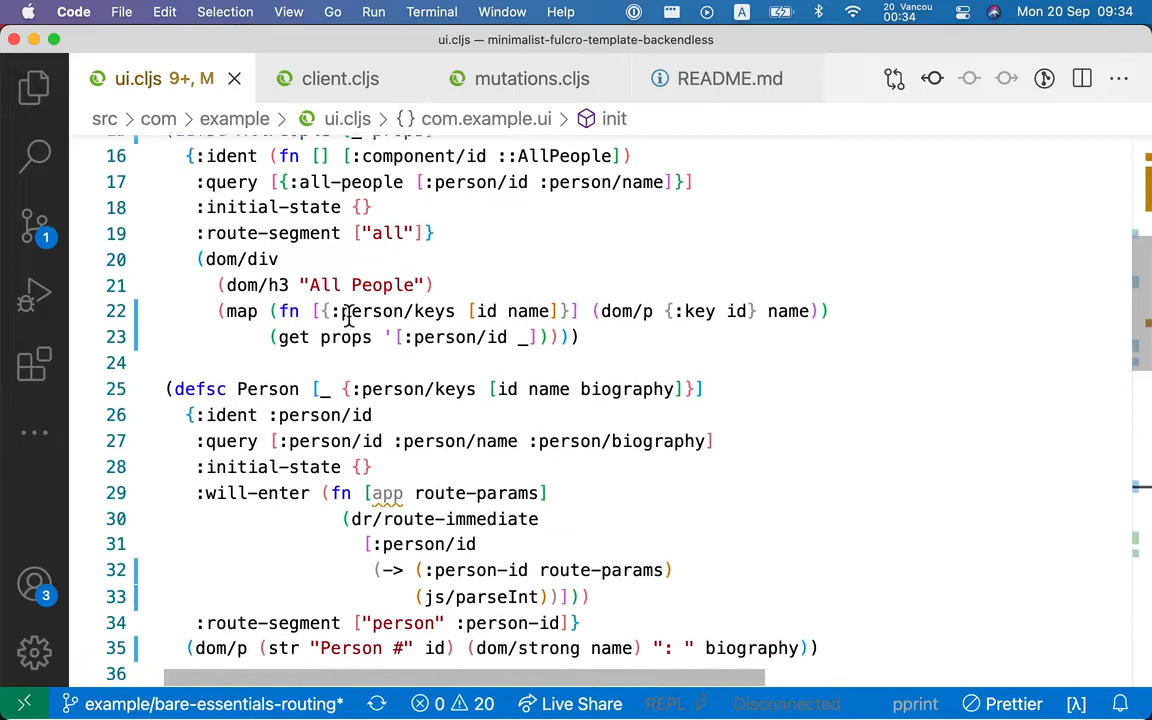 Code File Edit Selection View Go Run Terminal Window Help A 20 Vancou 00:34 Mon 20 Sep 09:34
ui.cljs — minimalist-fulcro-template-backendless
ui.cljs 9+, M client.cljs mutations.cljs README.md
src > com > example > ui.cljs > {} com.example.ui > init
16 {:ident (fn [] [:component/id ::AllPeople])
17 :query [{:all-people [:person/id :person/name]}]
18 :initial-state {}
19 :route-segment ["all"]}
20 (dom/div
21 (dom/h3 "All People")
22 (map (fn [{:person/keys [id name]}] (dom/p {:key id} name))
23 (get props '[:person/id _]))))
24
25 (defsc Person [_ {:person/keys [id name biography]}]
26 {:ident :person/id
27 :query [:person/id :person/name :person/biography]
28 :initial-state {}
29 :will-enter (fn [app route-params]
30 (dr/route-immediate
31 [:person/id
32 (-> (:person-id route-params)
33 (js/parseInt))]))
34 :route-segment ["person" :person-id]}
35 (dom/p (str "Person #" id) (dom/strong name) ": " biography))
36
1
3
example/bare-essentials-routing* 0 20 Live Share REPL Disconnected pprint Prettier [λ]